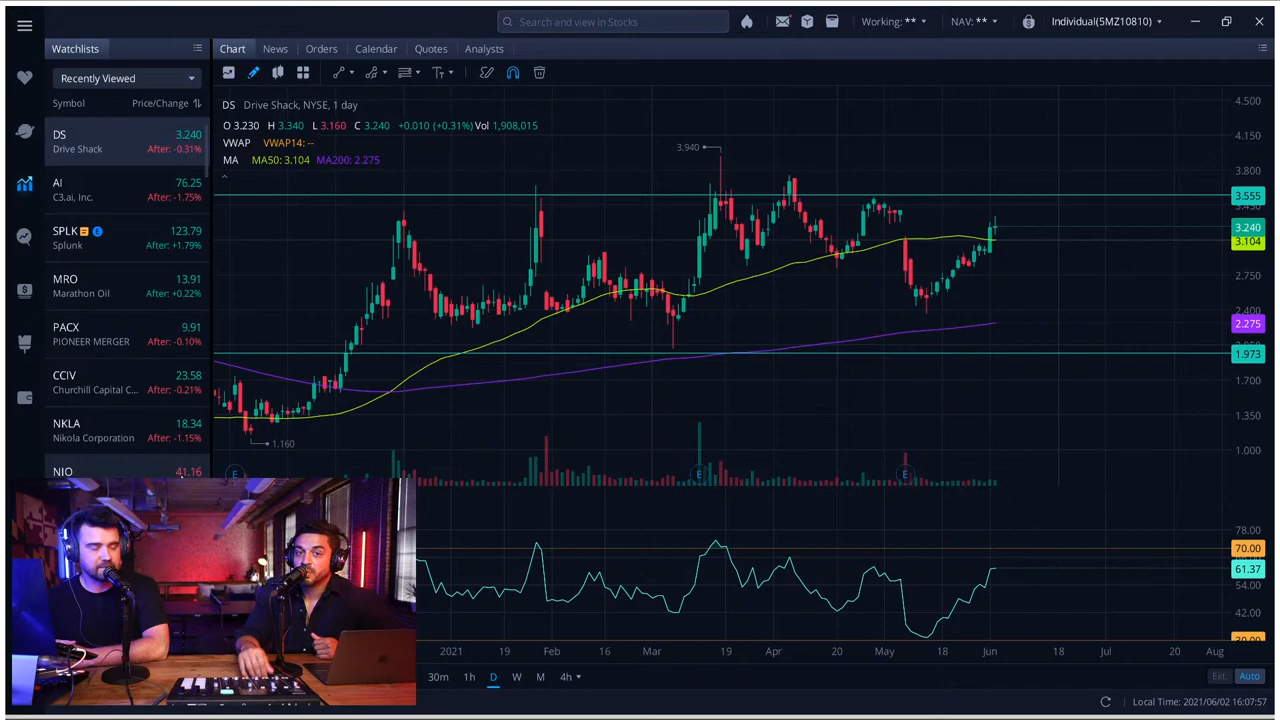 Search and view in Stocks
Working: **
NAV: **
Individual(5MZ10810)
Watchlists
Chart
News
Orders
Calendar
Quotes
Analysts
Recently Viewed
Symbol
Price/Change
DS 3.240
Drive Shack After: -0.31%
AI 76.25
C3.ai, Inc. After: -1.75%
SPLK E 123.79
Splunk After: +1.79%
MRO 13.91
Marathon Oil After: +0.22%
PACX 9.91
PIONEER MERGER After: -0.10%
CCIV 23.58
Churchill Capital C... After: -0.21%
NKLA 18.34
Nikola Corporation After: -1.15%
NIO 41.16
DS Drive Shack, NYSE, 1 day
O 3.230 H 3.340 L 3.160 C 3.240 +0.010 (+0.31%) Vol 1,908,015
VWAP VWAP14: --
MA MA50: 3.104 MA200: 2.275
3.940
1.160
E E E
4.500
4.150
3.800
3.555
3.240
3.104
2.750
2.400
2.275
1.973
1.700
1.350
1.000
78.00
70.00
61.37
54.00
42.00
30.00
2021 19 Feb 16 Mar 19 Apr 20 May 18 Jun 18 Jul 20 Aug
30m 1h D W M 4h
Ext. Auto
Local Time: 2021/06/02 16:07:57